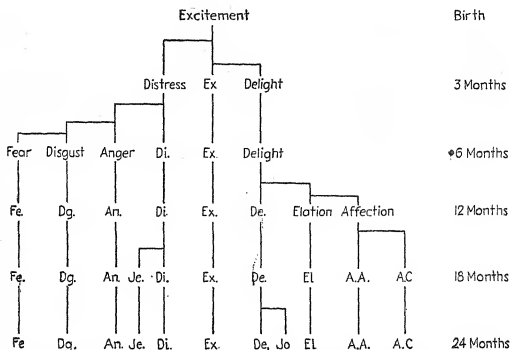 Excitement Birth
Distress Ex Delight 3 Months
Fear Disgust Anger Di. Ex. Delight 6 Months
Fe. Dg. An. Di. Ex. De. Elation Affection 12 Months
Fe. Dg. An Je. Di. Ex. De. El A.A. A.C 18 Months
Fe Dg. An. Je. Di. Ex. De, Jo El A.A. A.C 24 Months